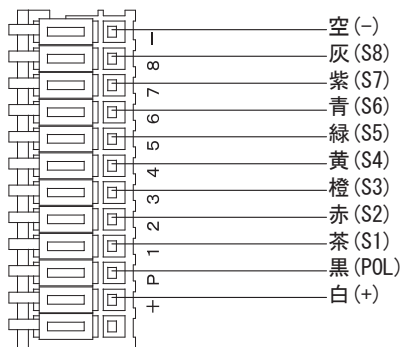 空(-)
灰(S8)
紫(S7)
青(S6)
緑(S5)
黄(S4)
橙(S3)
赤(S2)
茶(S1)
黒(POL)
白(+)
－
8
7
6
5
4
3
2
1
P
+